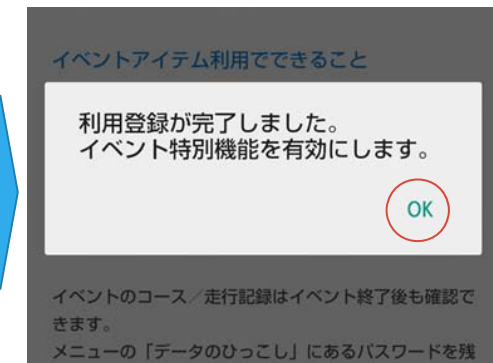 イベントアイテム利用でできること
利用登録が完了しました。
イベント特別機能を有効にします。
OK
イベントのコース／走行記録はイベント終了後も確認で
きます。
メニューの「データのひっこし」にあるパスワードを残